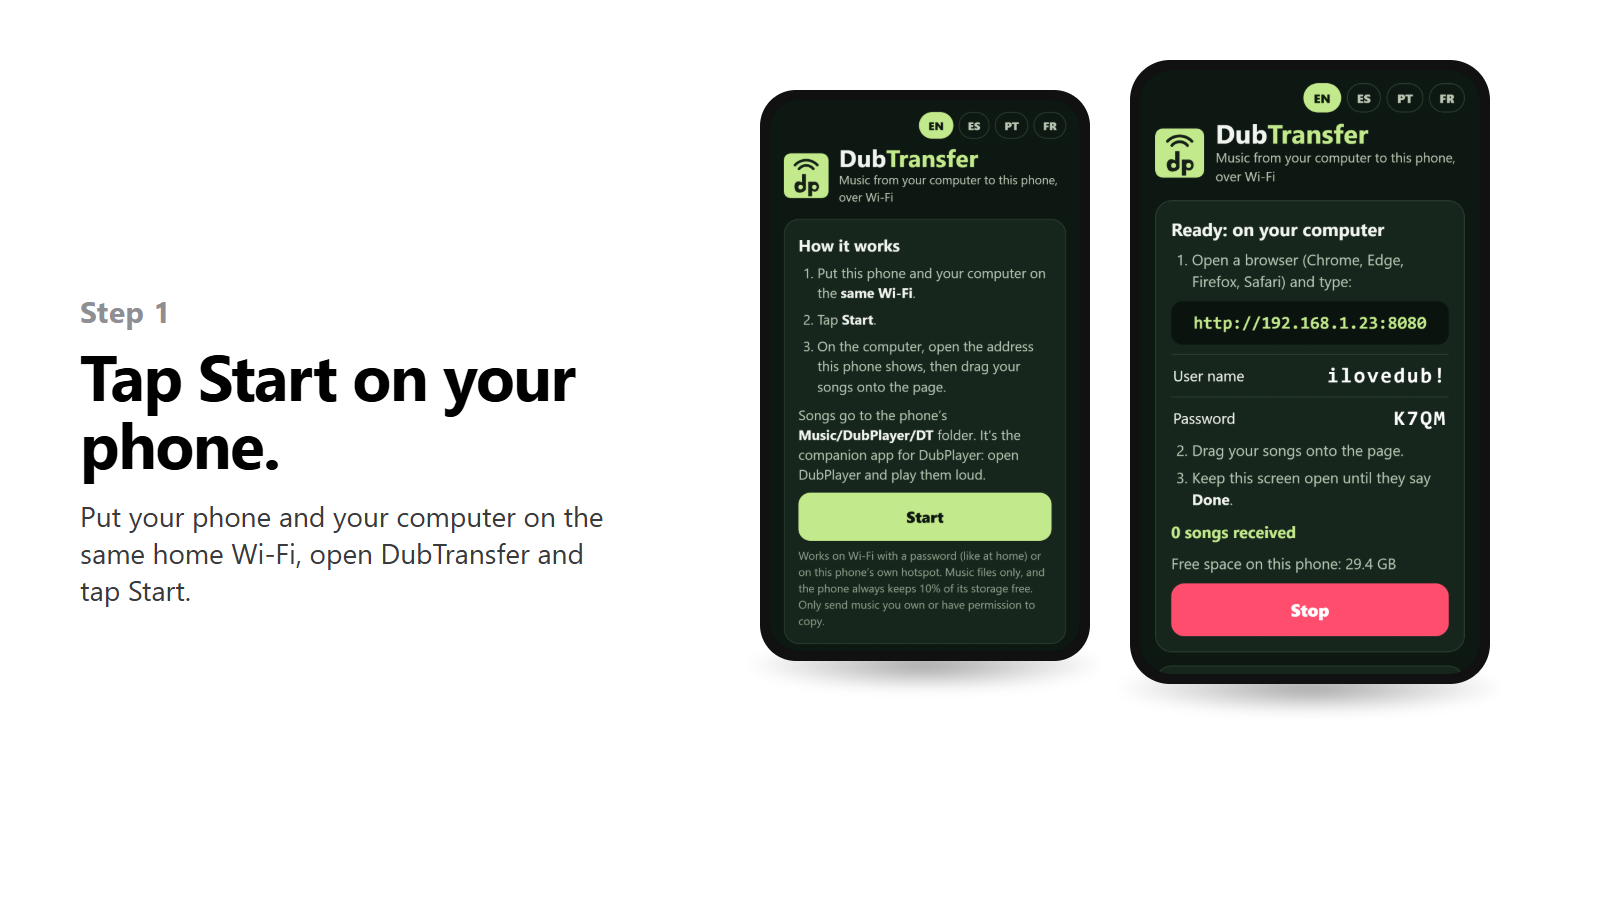 Step 1
Tap Start on your
phone.
Put your phone and your computer on the
same home Wi-Fi, open DubTransfer and
tap Start.
EN ES PT FR
dp
DubTransfer
Music from your computer to this phone,
over Wi-Fi
How it works
1. Put this phone and your computer on
the same Wi-Fi.
2. Tap Start.
3. On the computer, open the address
this phone shows, then drag your
songs onto the page.
Songs go to the phone's
Music/DubPlayer/DT folder. It's the
companion app for DubPlayer: open
DubPlayer and play them loud.
Start
Works on Wi-Fi with a password (like at home) or
on this phone's own hotspot. Music files only, and
the phone always keeps 10% of its storage free.
Only send music you own or have permission to
copy.
EN ES PT FR
dp
DubTransfer
Music from your computer to this phone,
over Wi-Fi
Ready: on your computer
1. Open a browser (Chrome, Edge,
Firefox, Safari) and type:
http://192.168.1.23:8080
User name ilovedub!
Password K7QM
2. Drag your songs onto the page.
3. Keep this screen open until they say
Done.
0 songs received
Free space on this phone: 29.4 GB
Stop